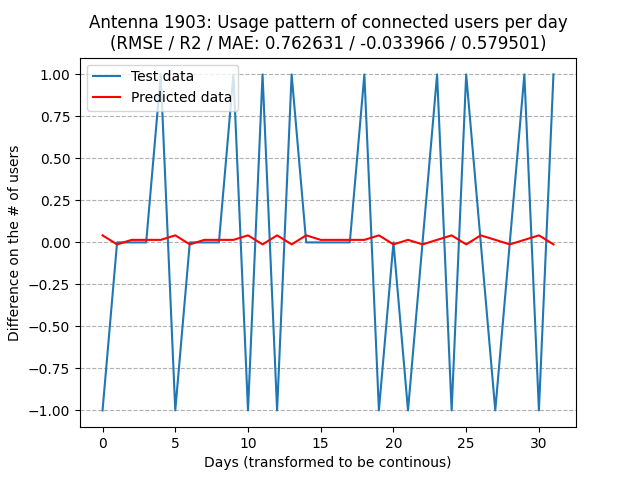 Antenna 1903: Usage pattern of connected users per day
(RMSE / R2 / MAE: 0.762631 / -0.033966 / 0.579501)
Test data
Predicted data
1.00
0.75
0.50
0.25
0.00
−0.25
−0.50
−0.75
−1.00
Difference on the # of users
0 5 10 15 20 25 30
Days (transformed to be continous)